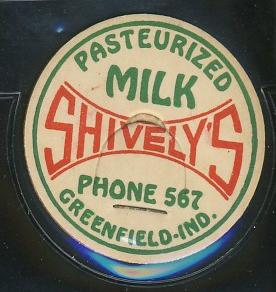 PASTEURIZED
MILK
SHIVELY'S
PHONE 567
GREENFIELD-IND.